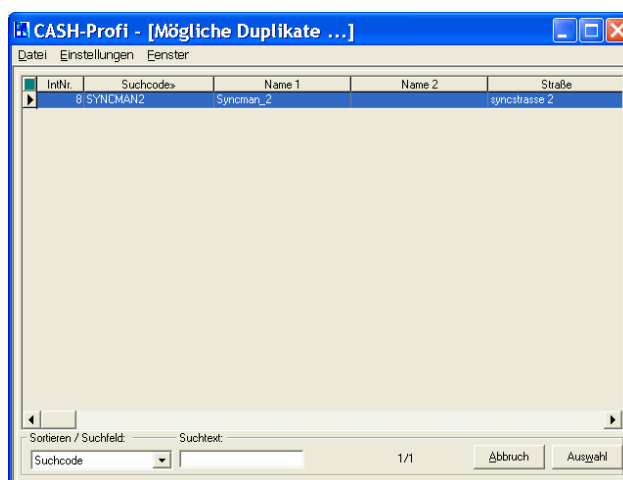 CASH-Profi - [Mögliche Duplikate ...]
Datei Einstellungen Fenster
IntNr. Suchcode» Name 1 Name 2 Straße
8 SYNCMAN2 Syncman_2 syncstrasse 2
Sortieren / Suchfeld: Suchtext:
Suchcode 1/1 Abbruch Auswahl